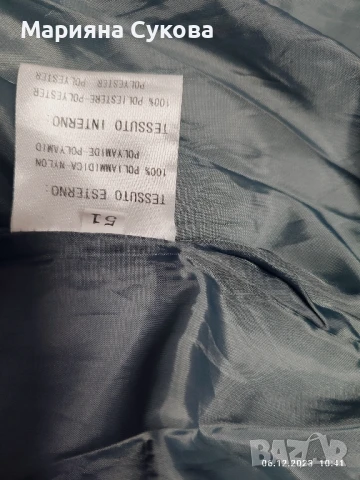 Марияна Сукова
51
TESSUTO ESTERNO:
100% POLIAMMIDICA-NYLON
POLYAMIDE-POLYAMID
TESSUTO INTERNO:
100% POLIESTERE-POLYESTER
POLYESTER-POLYESTER
BAZAR
06.12.2023 10:41